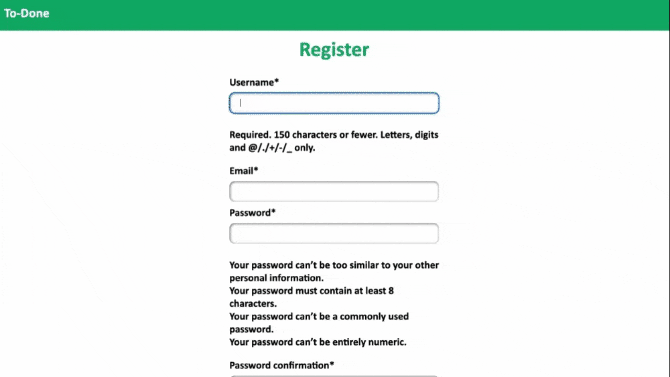 To-Done
Register
Username*
Required. 150 characters or fewer. Letters, digits
and @/./+/-/_ only.
Email*
Password*
Your password can’t be too similar to your other
personal information.
Your password must contain at least 8
characters.
Your password can’t be a commonly used
password.
Your password can’t be entirely numeric.
Password confirmation*